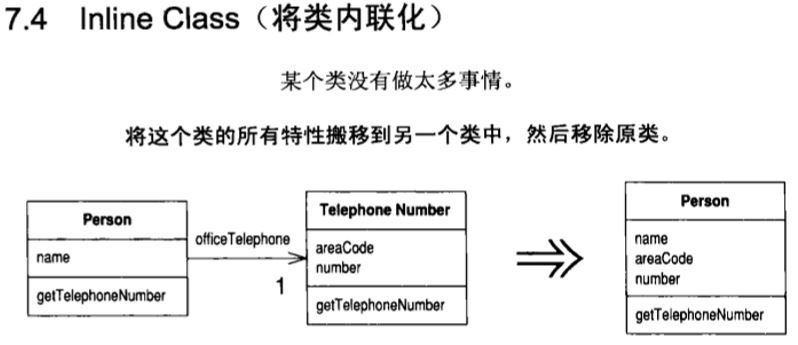 7.4 Inline Class（将类内联化）
某个类没有做太多事情。
将这个类的所有特性搬移到另一个类中，然后移除原类。
Person
name
getTelephoneNumber
officeTelephone
1
Telephone Number
areaCode
number
getTelephoneNumber
Person
name
areaCode
number
getTelephoneNumber